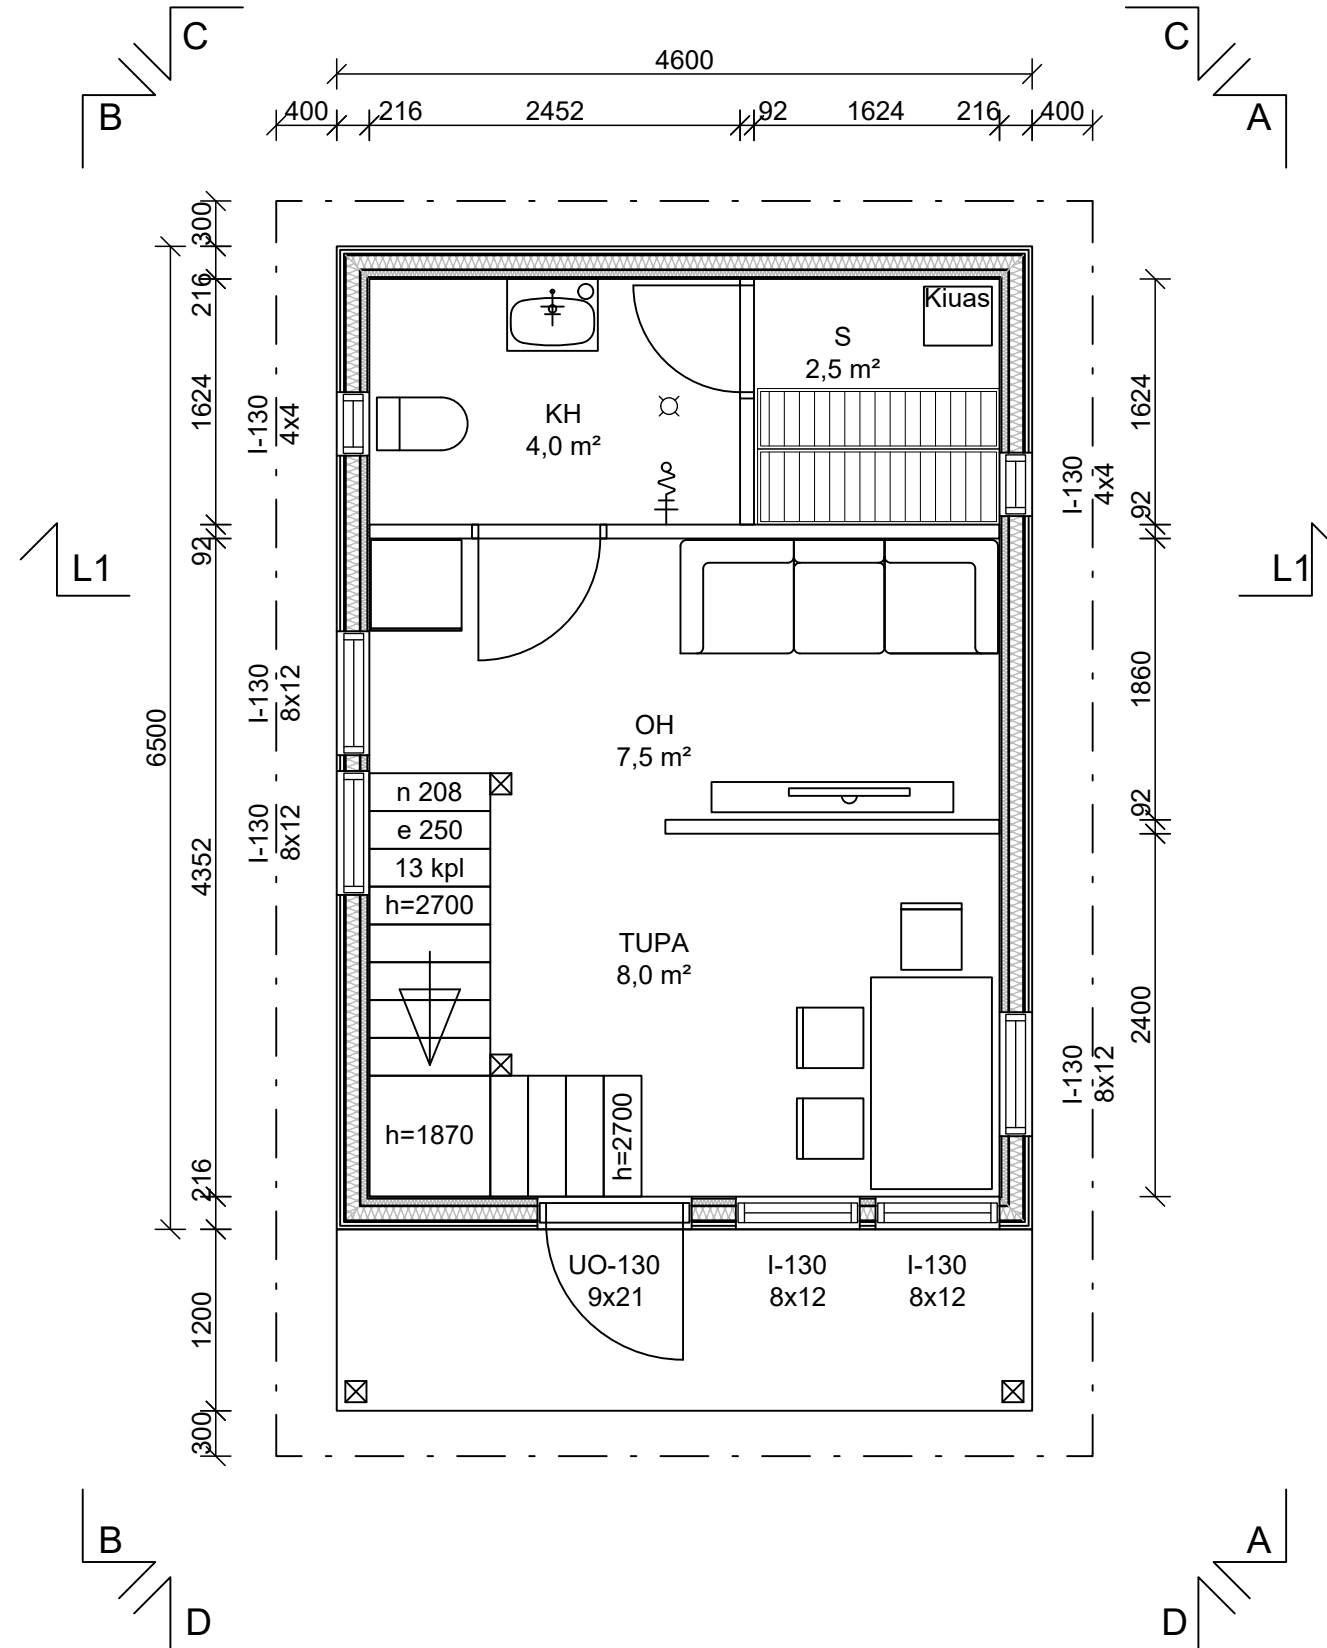 C
C
4600
B
A
400
216
2452
92
1624
216
400
300
6500
216
1624
92
4352
216
1200
300
1624
92
1860
92
2400
I-130
4x4
I-130
8x12
I-130
8x12
I-130
4x4
I-130
8x12
Kiuas
S
2,5 m²
KH
4,0 m²
L1
L1
OH
7,5 m²
n 208
e 250
13 kpl
h=2700
TUPA
8,0 m²
h=1870
h=2700
UO-130
9x21
I-130
8x12
I-130
8x12
B
A
D
D